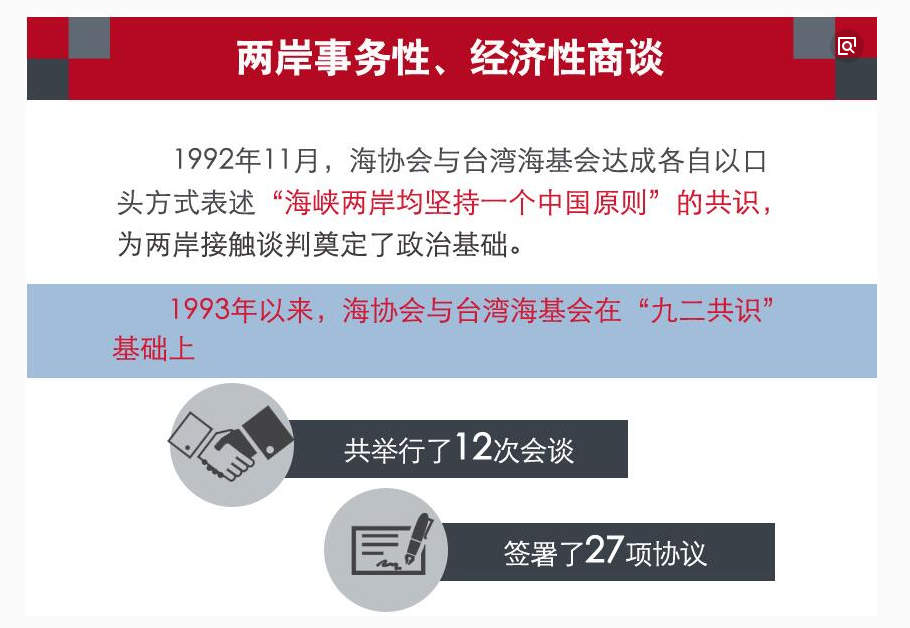 两岸事务性、经济性商谈
1992年11月，海协会与台湾海基会达成各自以口
头方式表述“海峡两岸均坚持一个中国原则”的共识，
为两岸接触谈判奠定了政治基础。
1993年以来，海协会与台湾海基会在“九二共识”
基础上
共举行了12次会谈
签署了27项协议